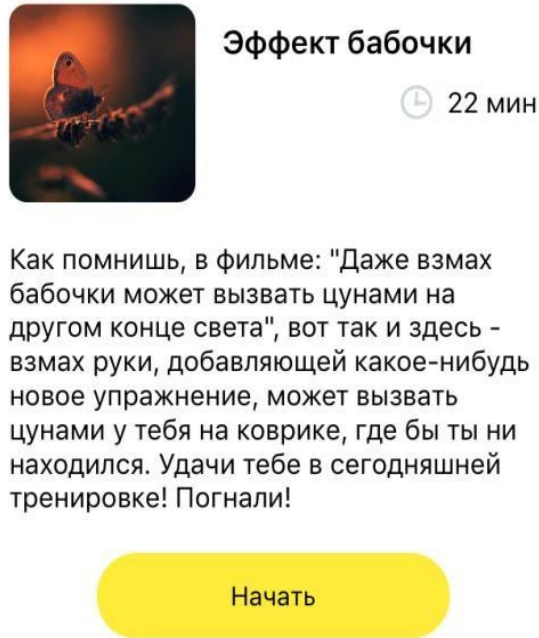 Эффект бабочки
22 мин
Как помнишь, в фильме: "Даже взмах
бабочки может вызвать цунами на
другом конце света", вот так и здесь -
взмах руки, добавляющей какое-нибудь
новое упражнение, может вызвать
цунами у тебя на коврике, где бы ты ни
находился. Удачи тебе в сегодняшней
тренировке! Погнали!
Начать